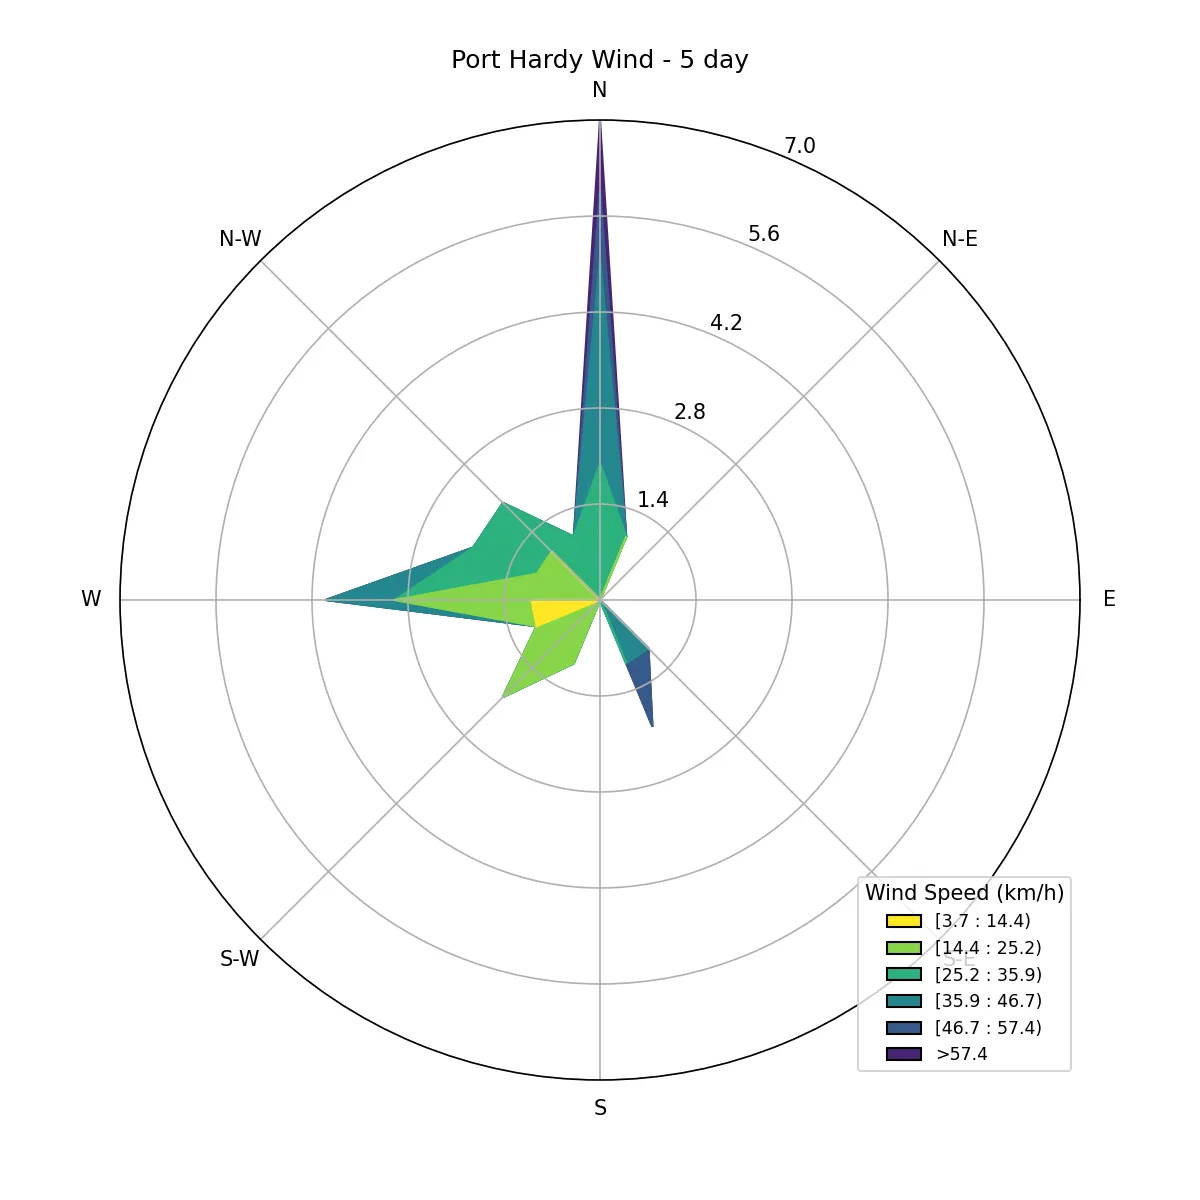 Port Hardy Wind - 5 day
N
7.0
N-W
5.6
N-E
4.2
2.8
1.4
W
E
Wind Speed (km/h)
[3.7 : 14.4)
[14.4 : 25.2)
S-W
S-E
[25.2 : 35.9)
[35.9 : 46.7)
[46.7 : 57.4)
>57.4
S